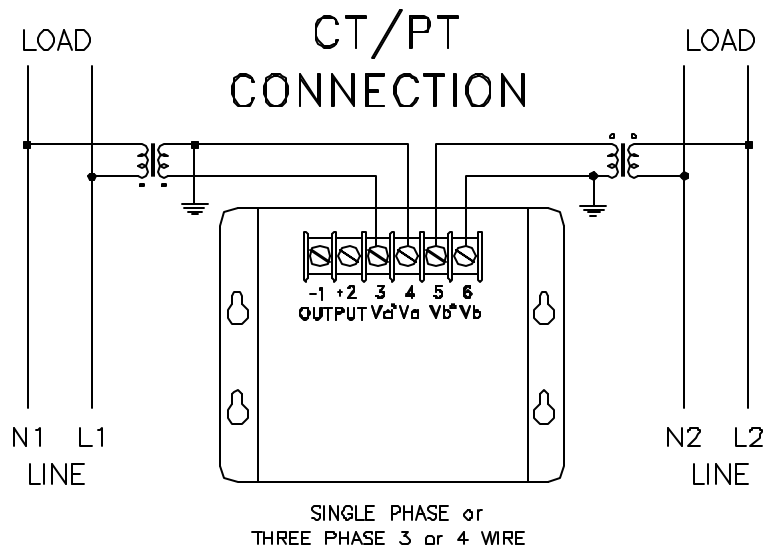 LOAD
CT/PT
CONNECTION
LOAD
-1 +2 3 4 5 6
OUTPUT Va* Va Vb* Vb
N1 L1
LINE
N2 L2
LINE
SINGLE PHASE or
THREE PHASE 3 or 4 WIRE